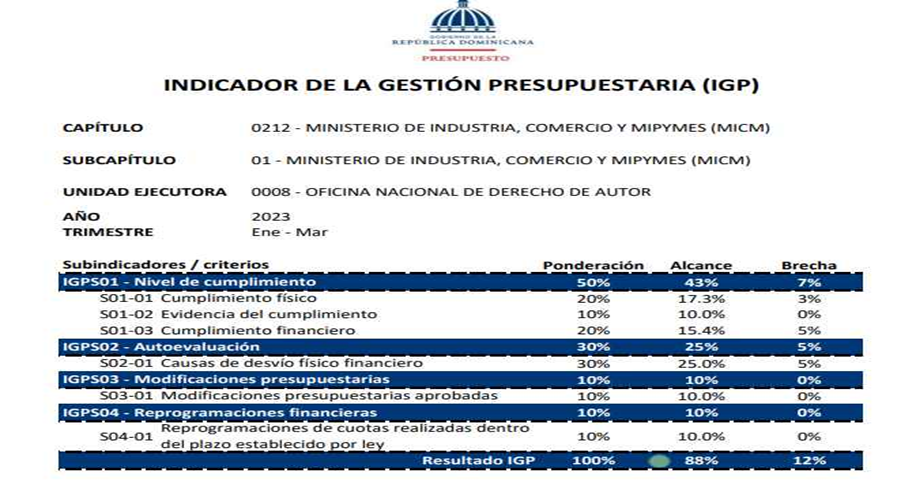 GOBIERNO DE LA
REPÚBLICA DOMINICANA
PRESUPUESTO
INDICADOR DE LA GESTIÓN PRESUPUESTARIA (IGP)
CAPÍTULO 0212 - MINISTERIO DE INDUSTRIA, COMERCIO Y MIPYMES (MICM)
SUBCAPÍTULO 01 - MINISTERIO DE INDUSTRIA, COMERCIO Y MIPYMES (MICM)
UNIDAD EJECUTORA 0008 - OFICINA NACIONAL DE DERECHO DE AUTOR
AÑO 2023
TRIMESTRE Ene - Mar
Subindicadores / criterios Ponderación Alcance Brecha
IGPS01 - Nivel de cumplimiento 50% 43% 7%
S01-01 Cumplimiento físico 20% 17.3% 3%
S01-02 Evidencia del cumplimiento 10% 10.0% 0%
S01-03 Cumplimiento financiero 20% 15.4% 5%
IGPS02 - Autoevaluación 30% 25% 5%
S02-01 Causas de desvío físico financiero 30% 25.0% 5%
IGPS03 - Modificaciones presupuestarias 10% 10% 0%
S03-01 Modificaciones presupuestarias aprobadas 10% 10.0% 0%
IGPS04 - Reprogramaciones financieras 10% 10% 0%
S04-01 Reprogramaciones de cuotas realizadas dentro
del plazo establecido por ley 10% 10.0% 0%
Resultado IGP 100% 88% 12%